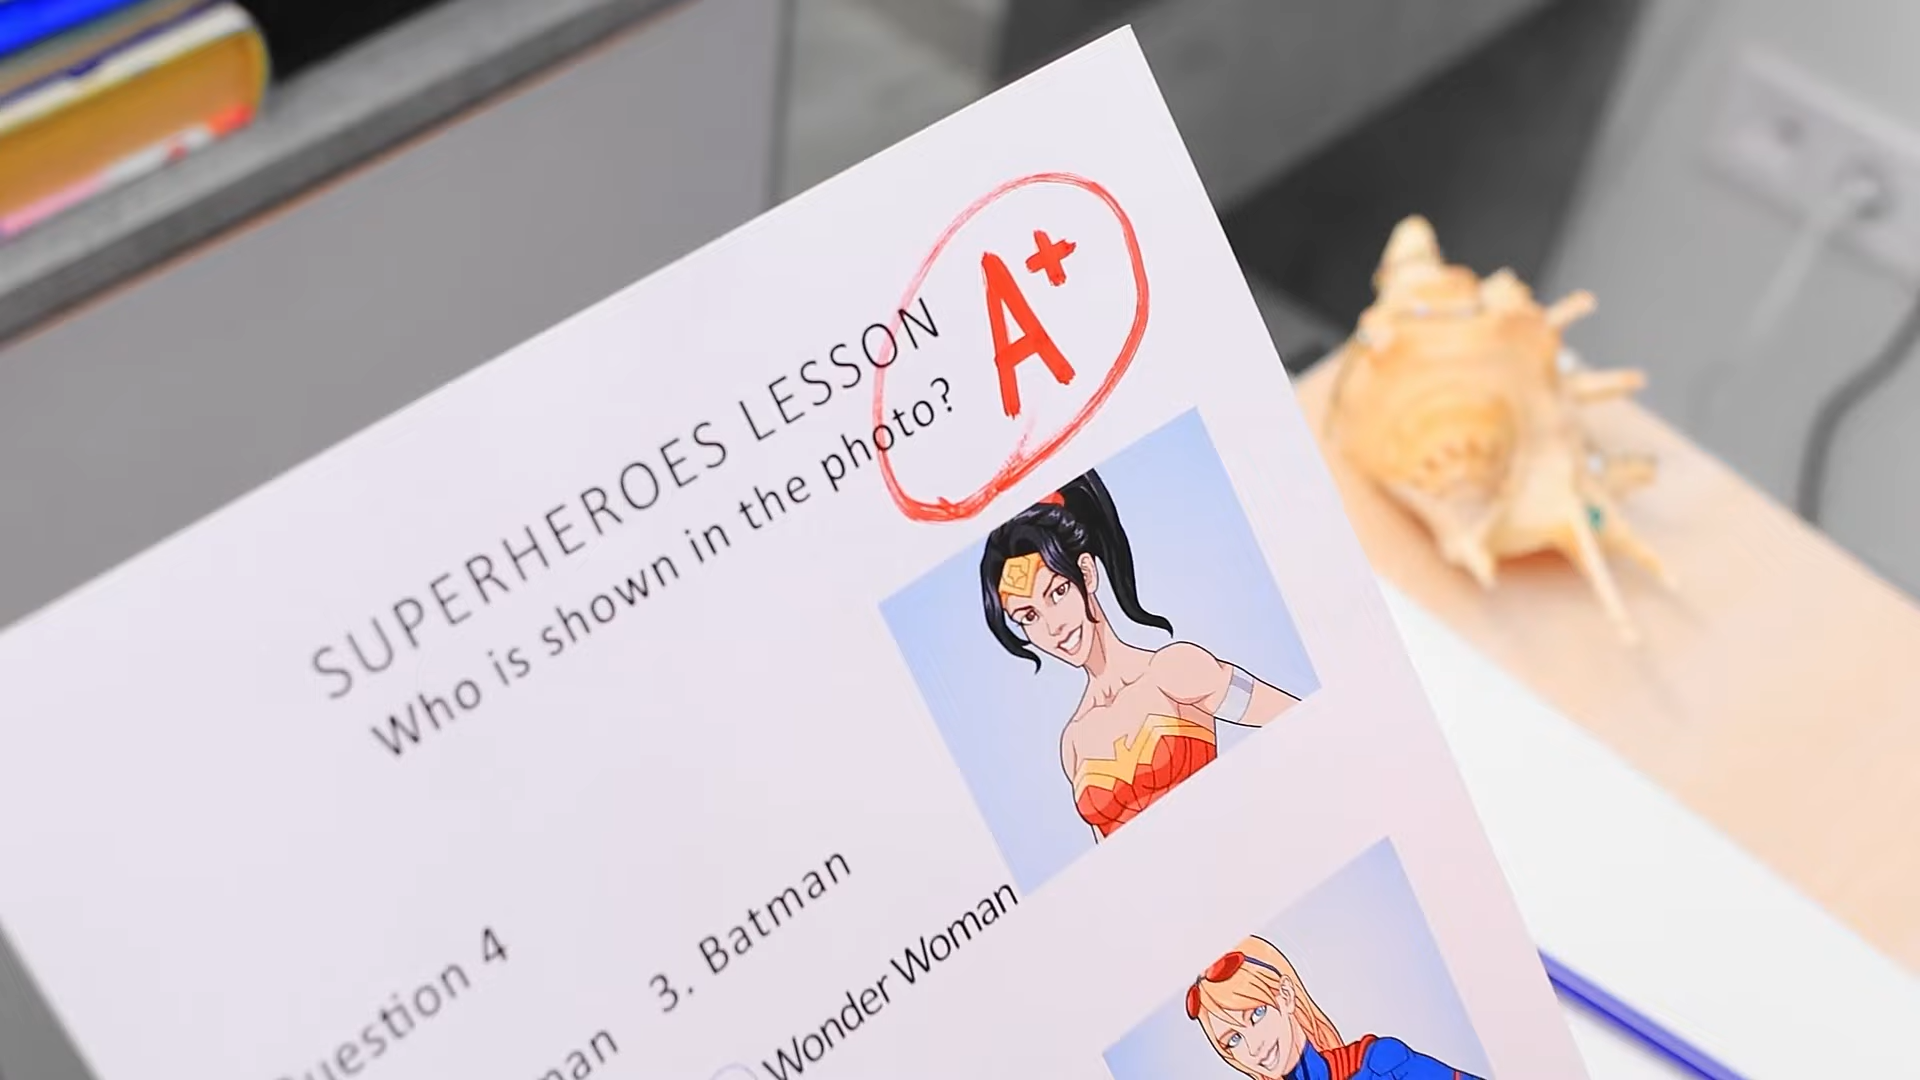 A+
SUPERHEROES LESSON
Who is shown in the photo?
Question 4
3. Batman
Wonder Woman